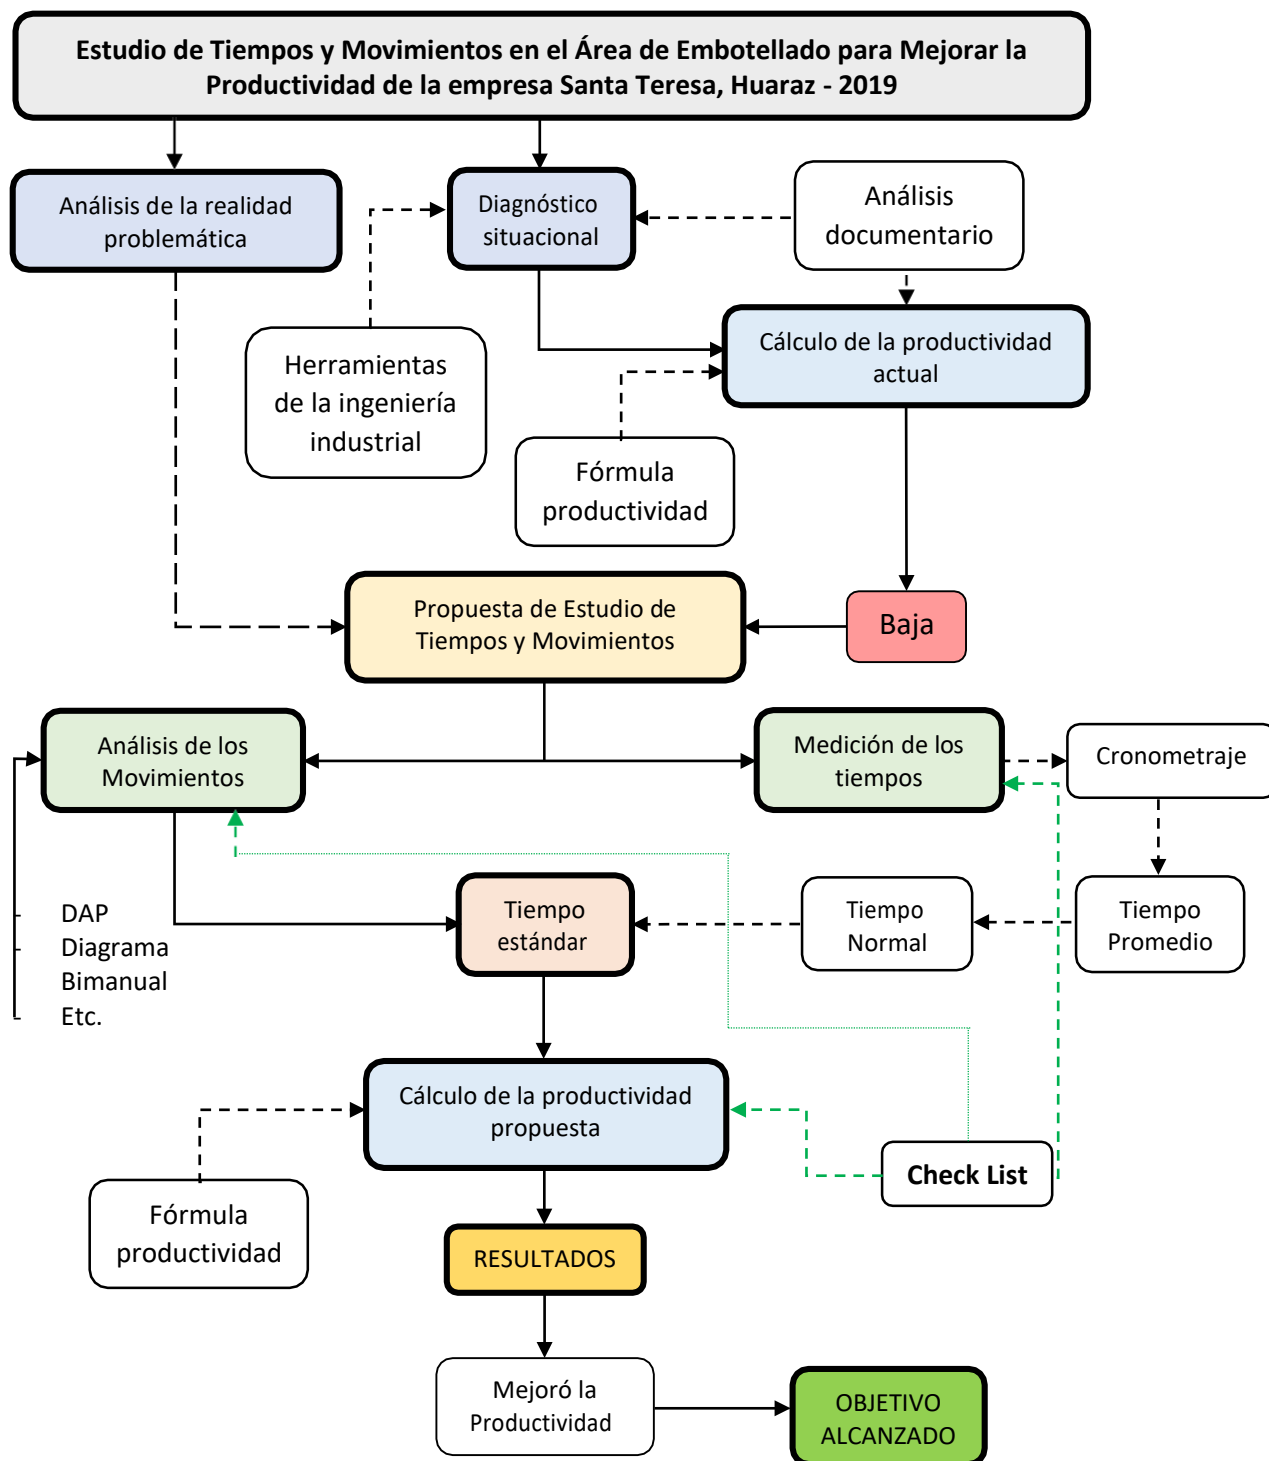 Estudio de Tiempos y Movimientos en el Área de Embotellado para Mejorar la
Productividad de la empresa Santa Teresa, Huaraz - 2019
Análisis de la realidad
problemática
Diagnóstico
situacional
Análisis
documentario
Herramientas
de la ingeniería
industrial
Cálculo de la productividad
actual
Fórmula
productividad
Propuesta de Estudio de
Tiempos y Movimientos
Baja
Análisis de los
Movimientos
Medición de los
tiempos
Cronometraje
- DAP
- Diagrama
Bimanual
- Etc.
Tiempo
estándar
Tiempo
Normal
Tiempo
Promedio
Cálculo de la productividad
propuesta
Check List
Fórmula
productividad
RESULTADOS
Mejoró la
Productividad
OBJETIVO
ALCANZADO